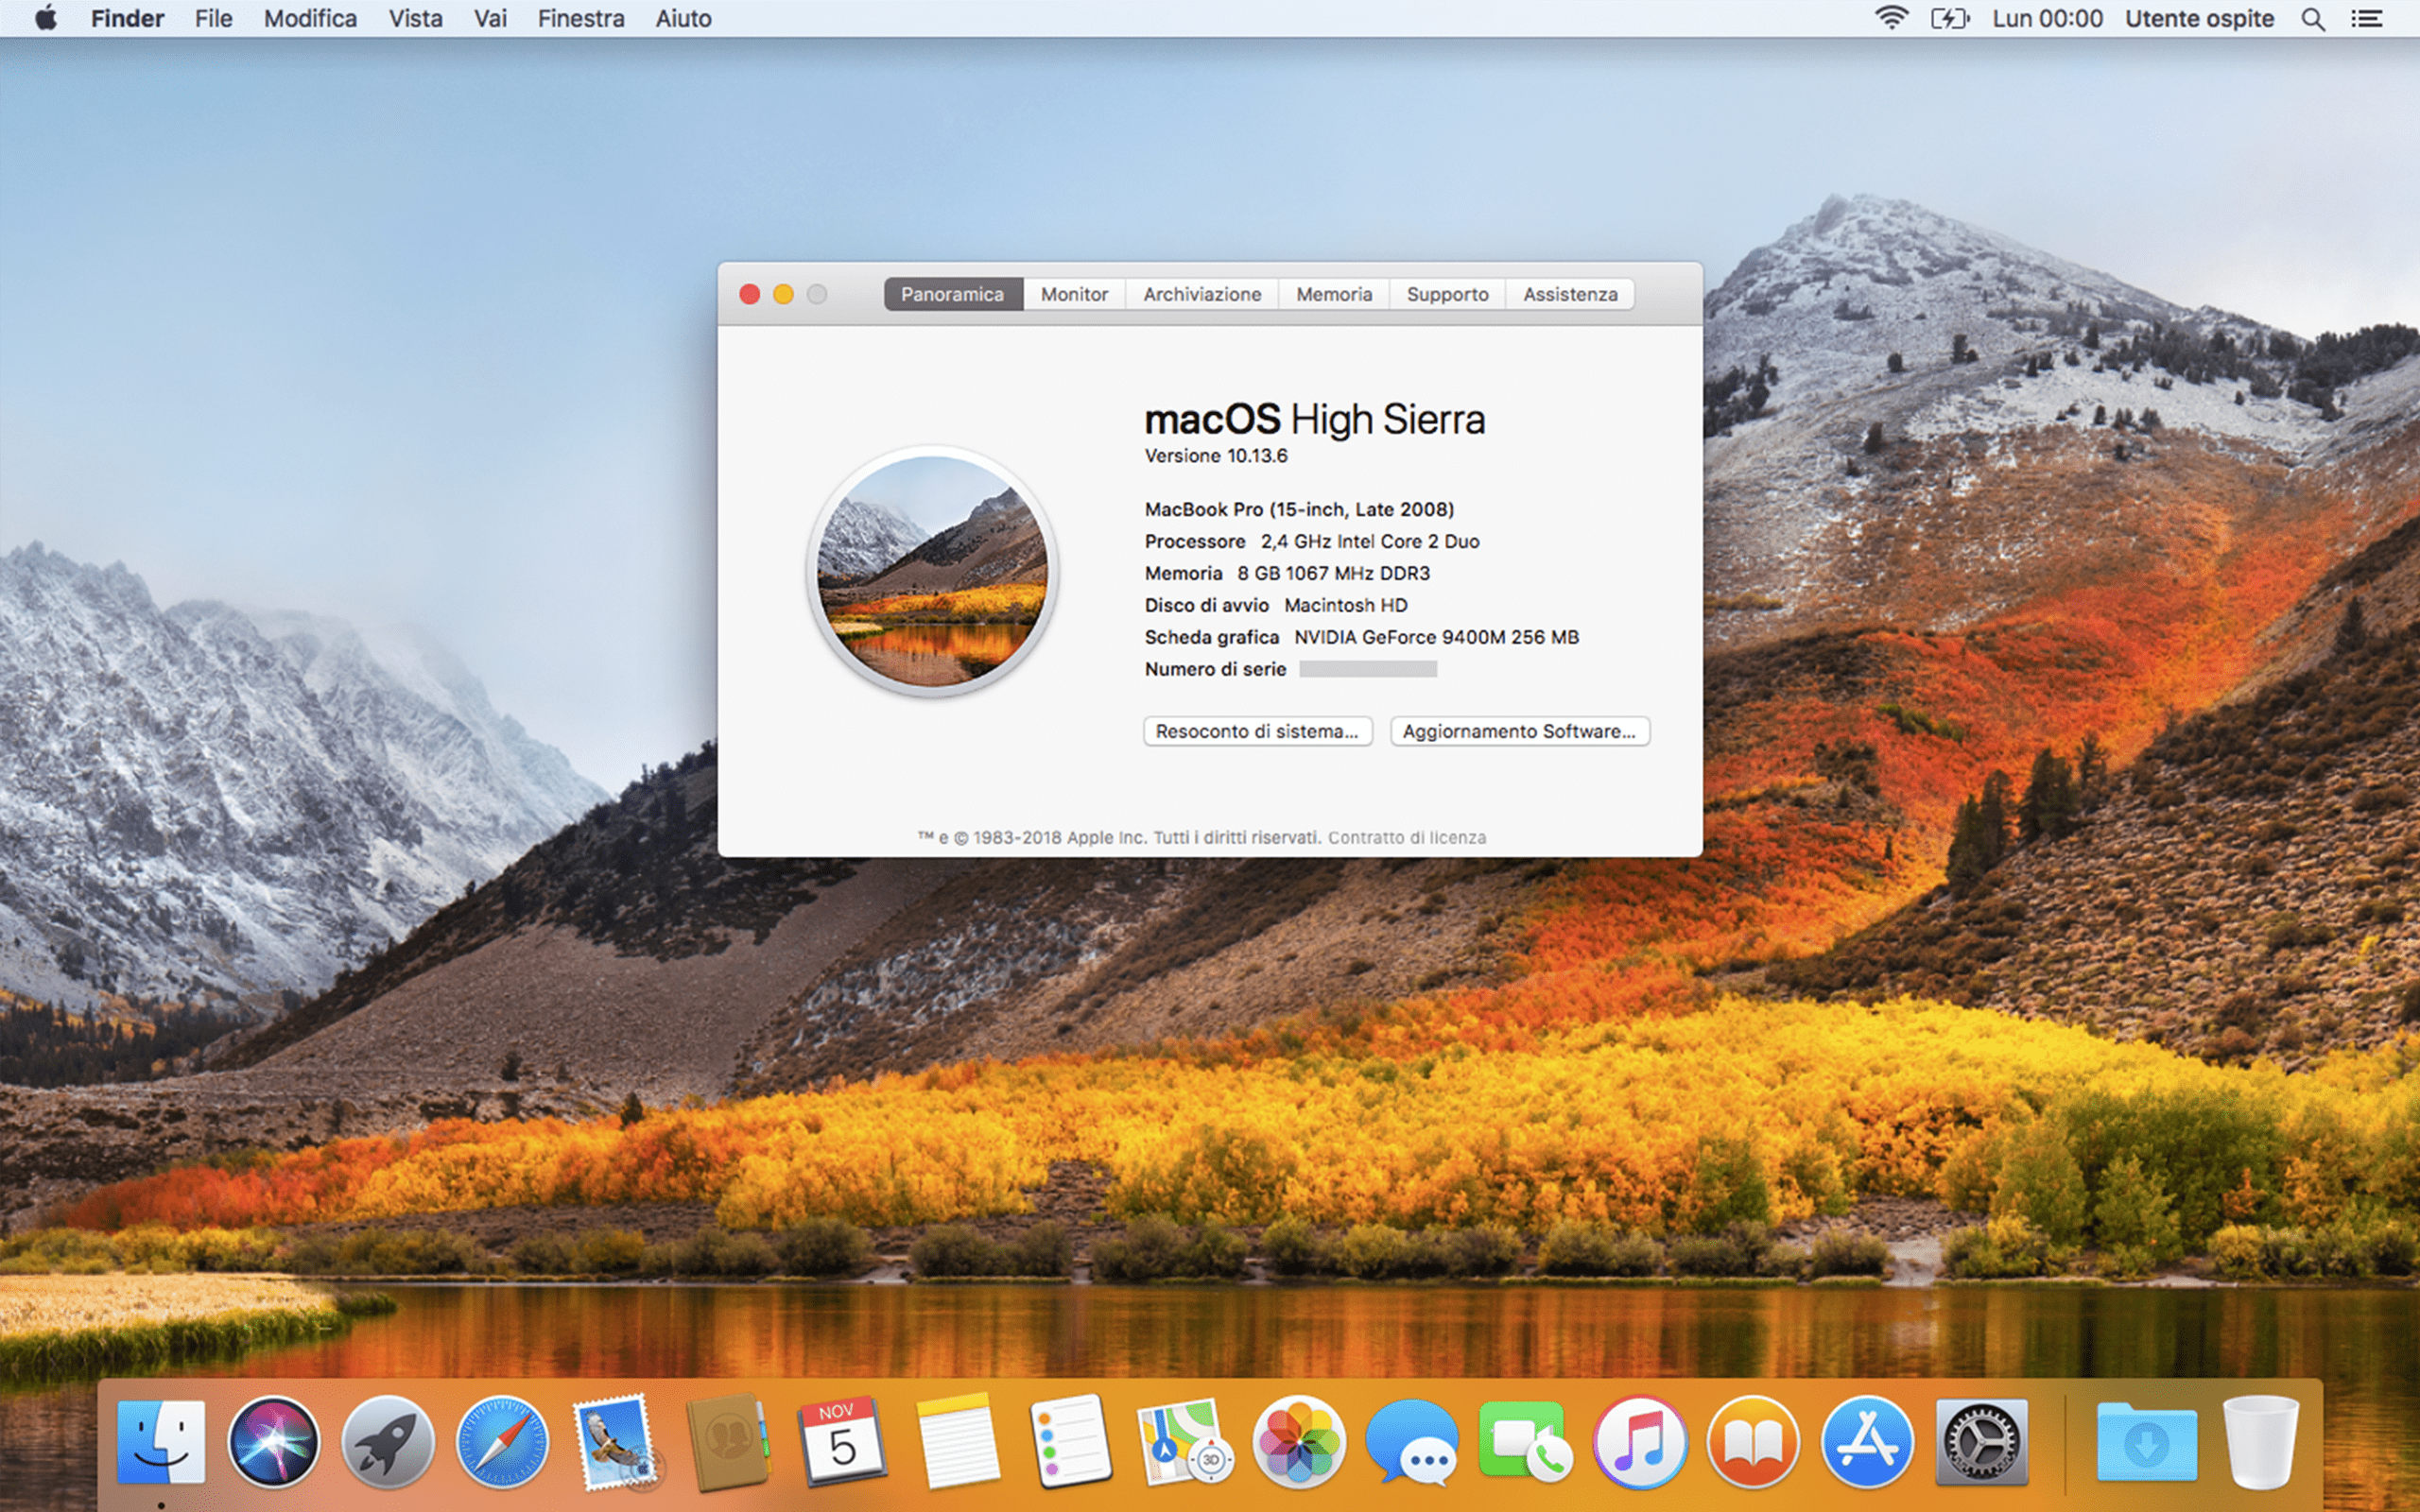 Finder File Modifica Vista Vai Finestra Aiuto Lun 00:00 Utente ospite
Panoramica Monitor Archiviazione Memoria Supporto Assistenza
macOS High Sierra
Versione 10.13.6
MacBook Pro (15-inch, Late 2008)
Processore 2,4 GHz Intel Core 2 Duo
Memoria 8 GB 1067 MHz DDR3
Disco di avvio Macintosh HD
Scheda grafica NVIDIA GeForce 9400M 256 MB
Numero di serie
Resoconto di sistema... Aggiornamento Software...
™ e © 1983-2018 Apple Inc. Tutti i diritti riservati. Contratto di licenza
NOV
5
3D